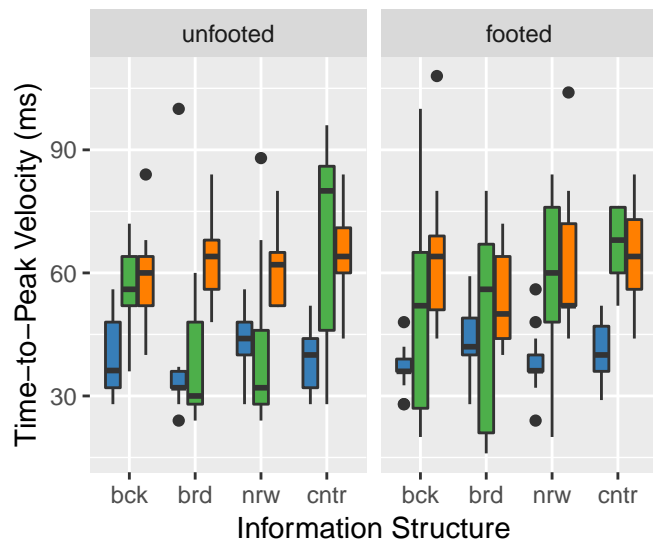 unfooted footed
Time-to-Peak Velocity (ms)
90
60
30
bck brd nrw cntr bck brd nrw cntr
Information Structure